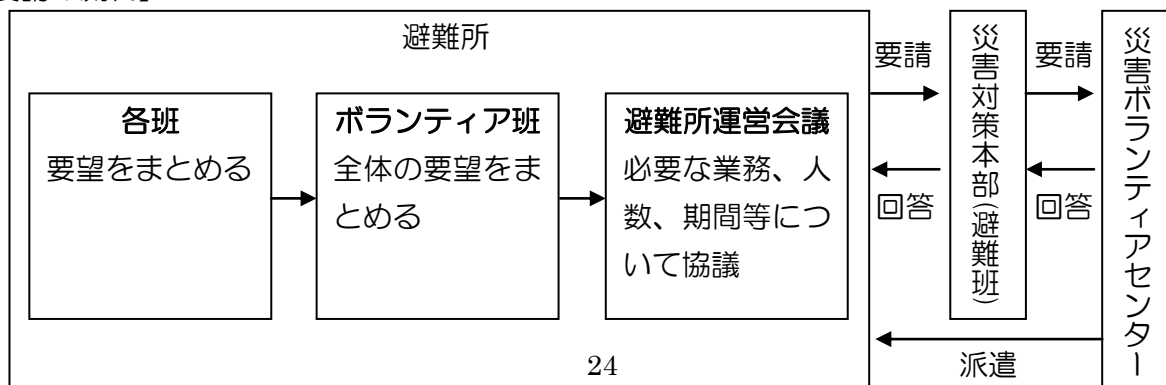 避難所
各班
要望をまとめる
ボランティア班
全体の要望をま
とめる
避難所運営会議
必要な業務、人
数、期間等につ
いて協議
要請
回答
災害対策本部(避難班)
要請
回答
災害ボランティアセンター
派遣
24